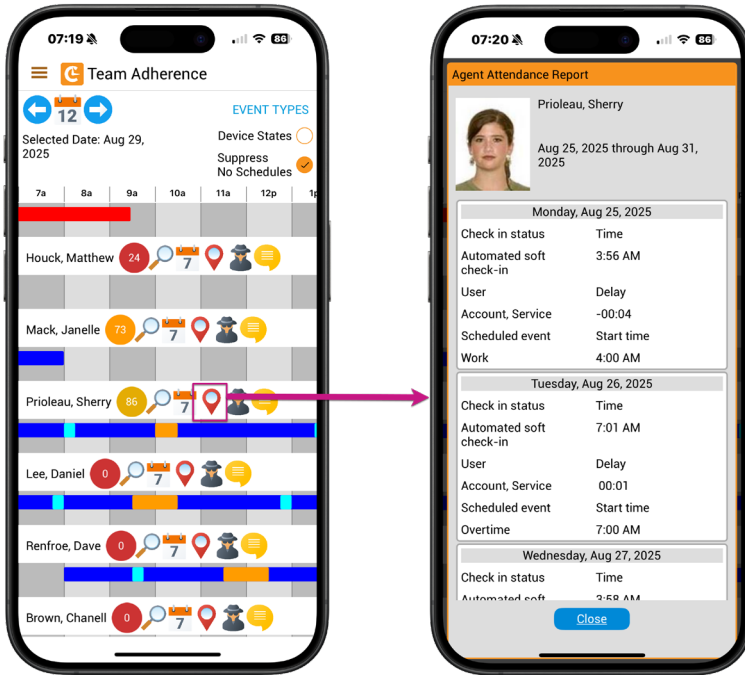 07:19
86
Team Adherence
12
EVENT TYPES
Selected Date: Aug 29,
2025
Device States
Suppress
No Schedules
7a 8a 9a 10a 11a 12p 1p
Houck, Matthew 24 7
Mack, Janelle 73 7
Prioleau, Sherry 86 7
Lee, Daniel 0 7
Renfroe, Dave 0 7
Brown, Chanell 0 7
07:20
86
Agent Attendance Report
Prioleau, Sherry
Aug 25, 2025 through Aug 31,
2025
Monday, Aug 25, 2025
Check in status Time
Automated soft 3:56 AM
check-in
User Delay
Account, Service -00:04
Scheduled event Start time
Work 4:00 AM
Tuesday, Aug 26, 2025
Check in status Time
Automated soft 7:01 AM
check-in
User Delay
Account, Service 00:01
Scheduled event Start time
Overtime 7:00 AM
Wednesday, Aug 27, 2025
Check in status Time
Automated soft 3:58 AM
Close